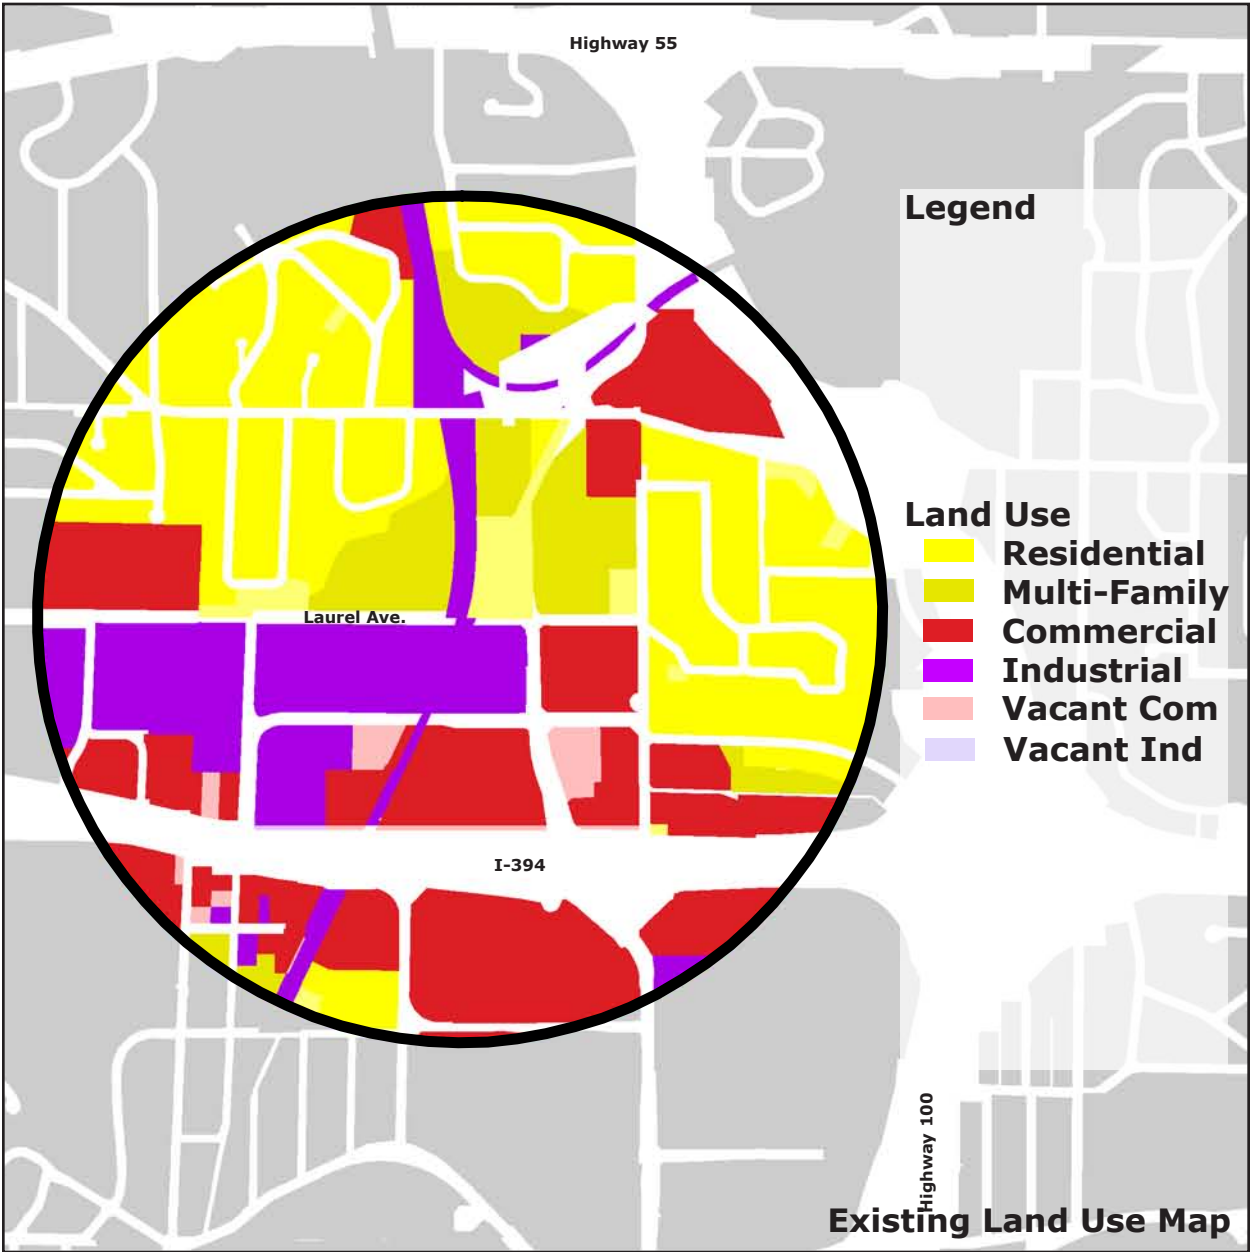 Highway 55
Legend
Land Use
Residential
Multi-Family
Commercial
Industrial
Vacant Com
Vacant Ind
Laurel Ave.
I-394
Highway 100
Existing Land Use Map